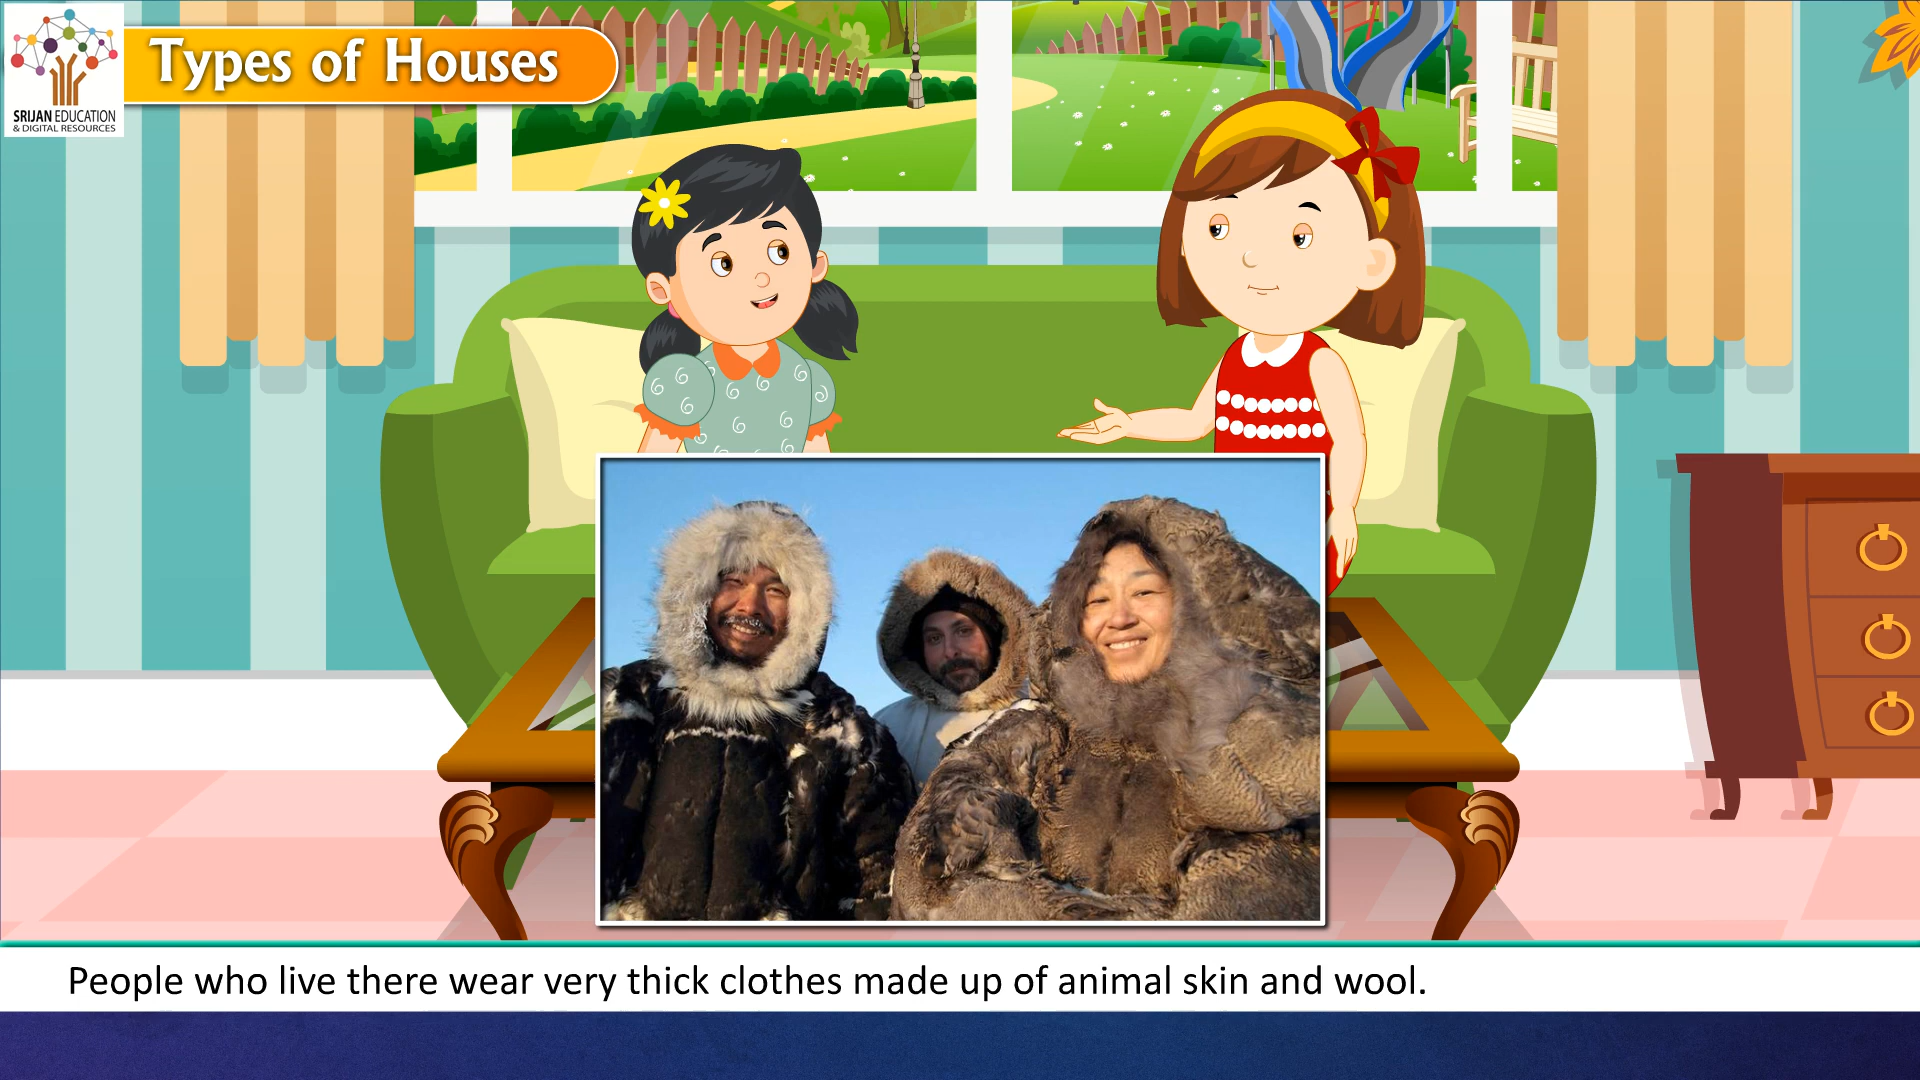 Types of Houses
SRIJAN EDUCATION
& DIGITAL RESOURCES
People who live there wear very thick clothes made up of animal skin and wool.